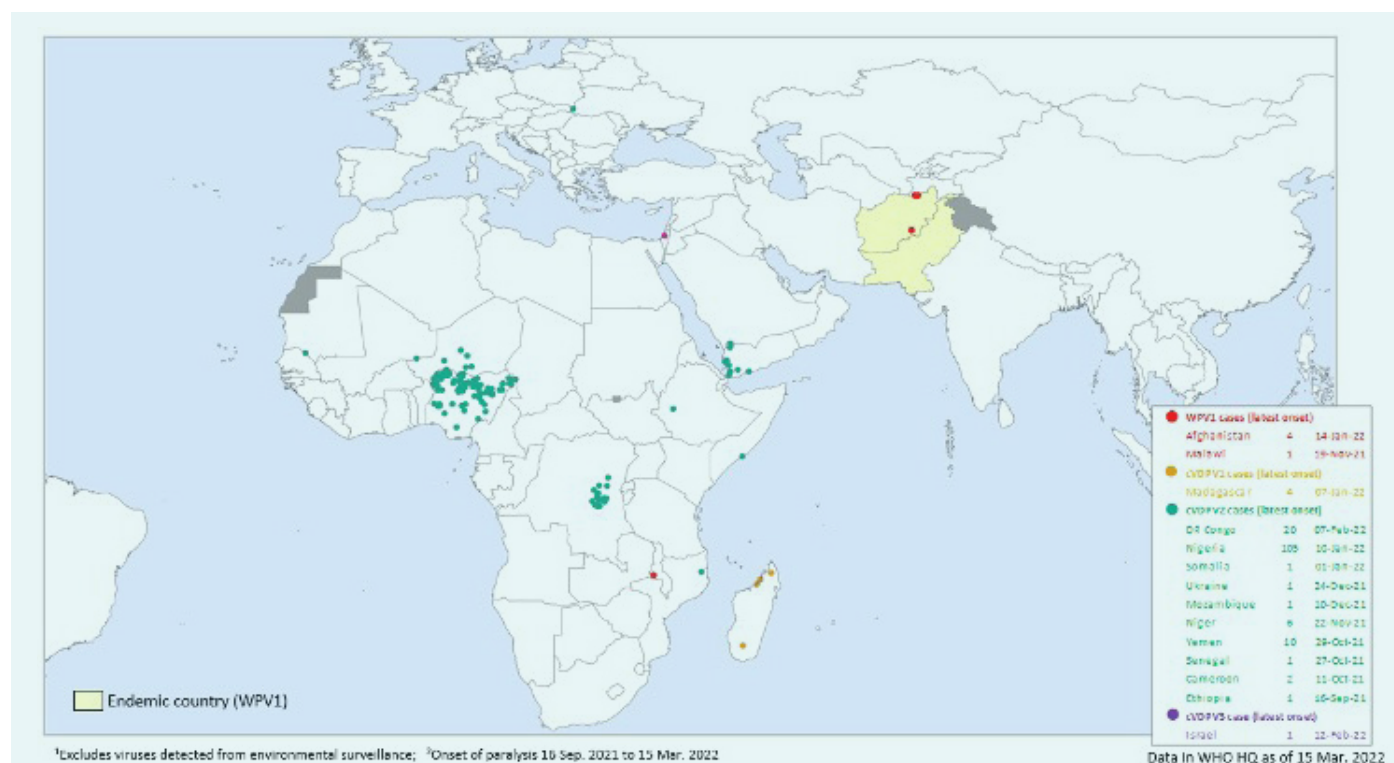 WPV1 cases (latest onset)
Afghanistan 4 14-Jan-22
Malawi 1 19-Nov-21
cVDPV1 cases (latest onset)
Madagascar 4 07-Jan-22
cVDPV2 cases (latest onset)
DR Congo 20 07-Feb-22
Nigeria 105 10-Jan-22
Somalia 1 01-Jan-22
Ukraine 1 24-Dec-21
Mozambique 1 10-Dec-21
Niger 6 22-Nov-21
Yemen 10 29-Oct-21
Senegal 1 27-Oct-21
Cameroon 2 11-Oct-21
Ethiopia 1 16-Sep-21
cVDPV3 case (latest onset)
Israel 1 12-Feb-22
Endemic country (WPV1)
¹Excludes viruses detected from environmental surveillance; ²Onset of paralysis 16 Sep. 2021 to 15 Mar. 2022
Data in WHO HQ as of 15 Mar. 2022